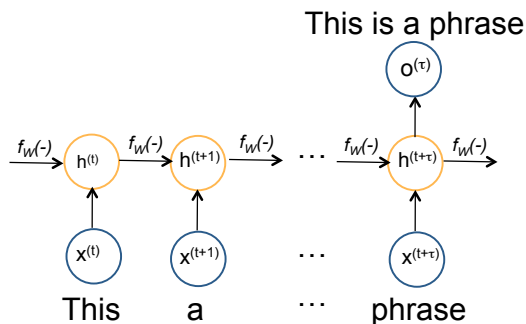 This is a phrase
o(τ)
fW(-) fW(-) fW(-) ... fW(-) fW(-)
h(t) h(t+1) h(t+τ)
x(t) x(t+1) ... x(t+τ)
This a ... phrase